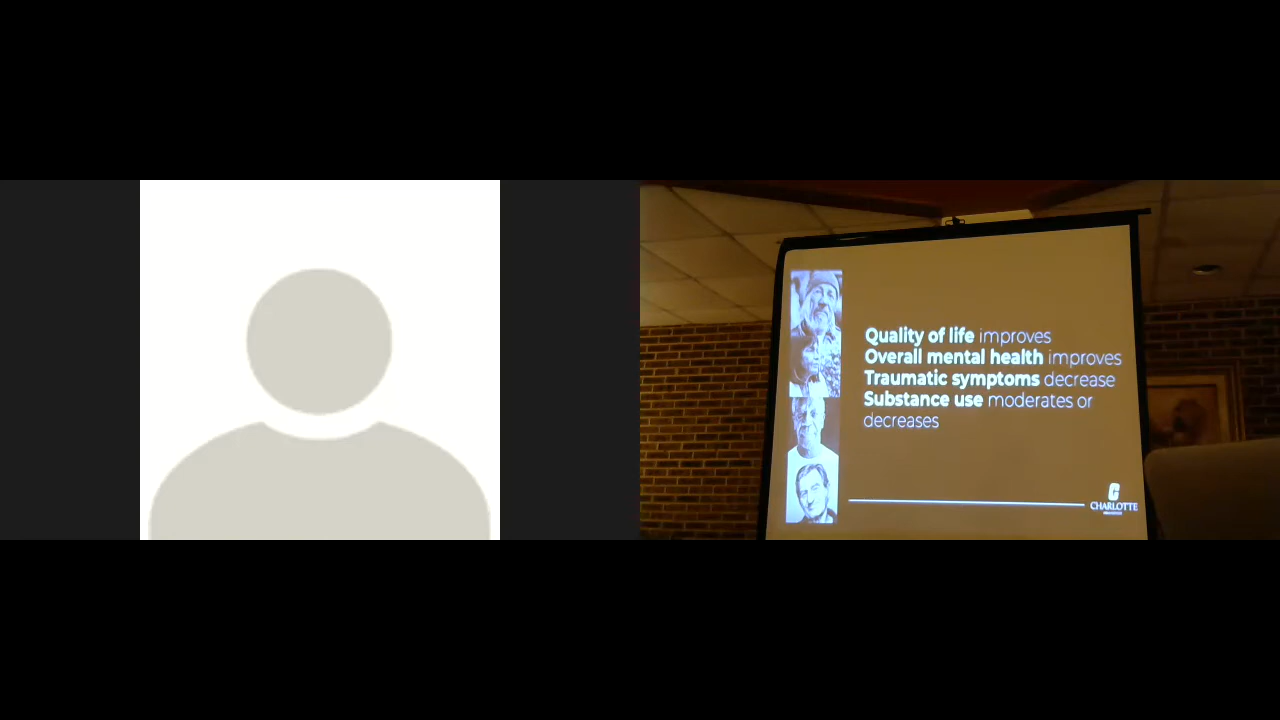 Quality of life improves
Overall mental health improves
Traumatic symptoms decrease
Substance use moderates or
decreases
CHARLOTTE